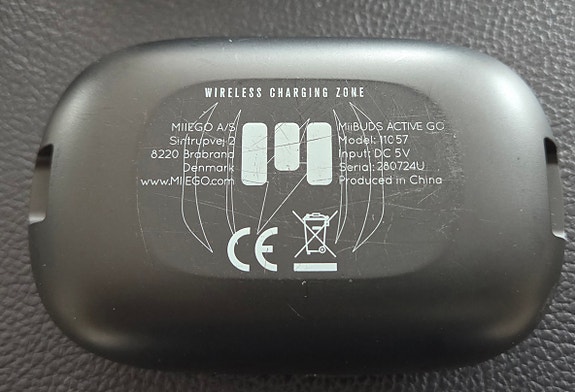 WIRELESS CHARGING ZONE
MIIEGO A/S
Sintrupvej 2
8220 Brabrand
Denmark
www.MIIEGO.com
MiiBUDS ACTIVE GO
Model: 11057
Input: DC 5V
Serial: 280724U
Produced in China
CE